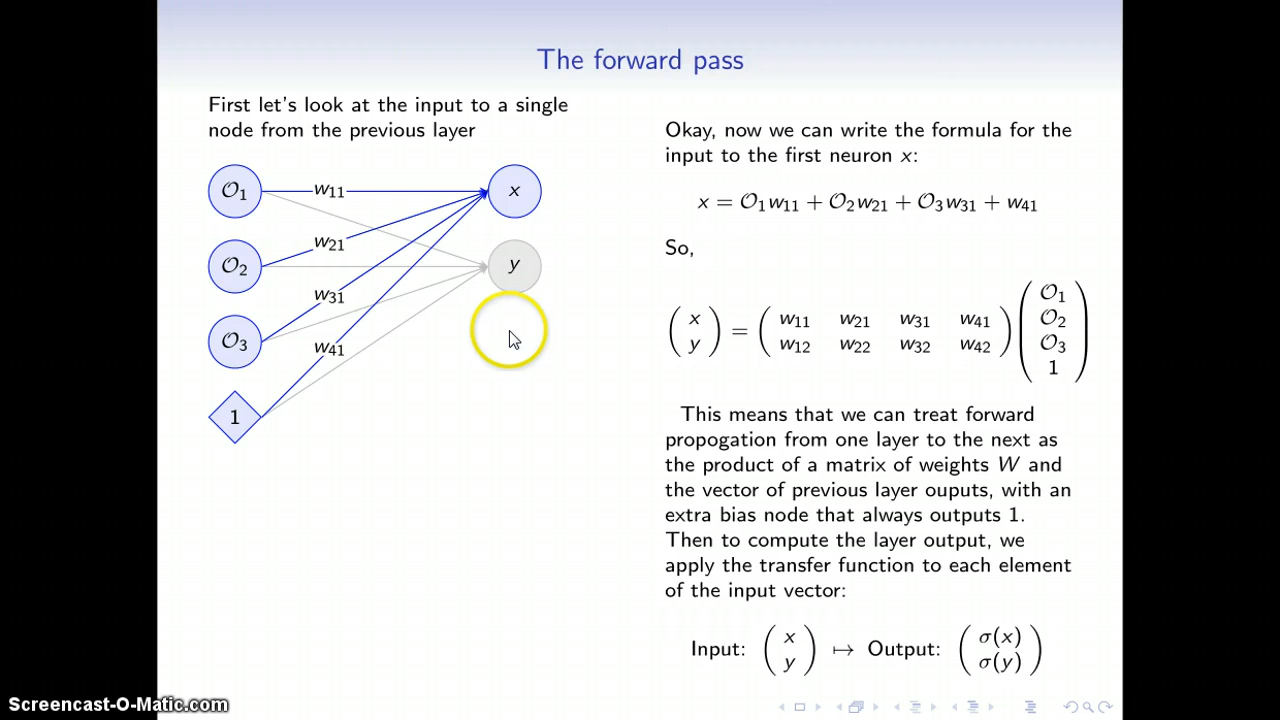 The forward pass
First let's look at the input to a single
node from the previous layer
O₁
w₁₁
x
O₂
w₂₁
y
w₃₁
O₃
w₄₁
1
Okay, now we can write the formula for the
input to the first neuron x:
x = O₁w₁₁ + O₂w₂₁ + O₃w₃₁ + w₄₁
So,
( x y ) = ( w₁₁ w₂₁ w₃₁ w₄₁ w₁₂ w₂₂ w₃₂ w₄₂ ) ( O₁ O₂ O₃ 1 )
This means that we can treat forward
propogation from one layer to the next as
the product of a matrix of weights W and
the vector of previous layer ouputs, with an
extra bias node that always outputs 1.
Then to compute the layer output, we
apply the transfer function to each element
of the input vector:
Input: ( x y ) ↦ Output: ( σ(x) σ(y) )
Screencast-O-Matic.com